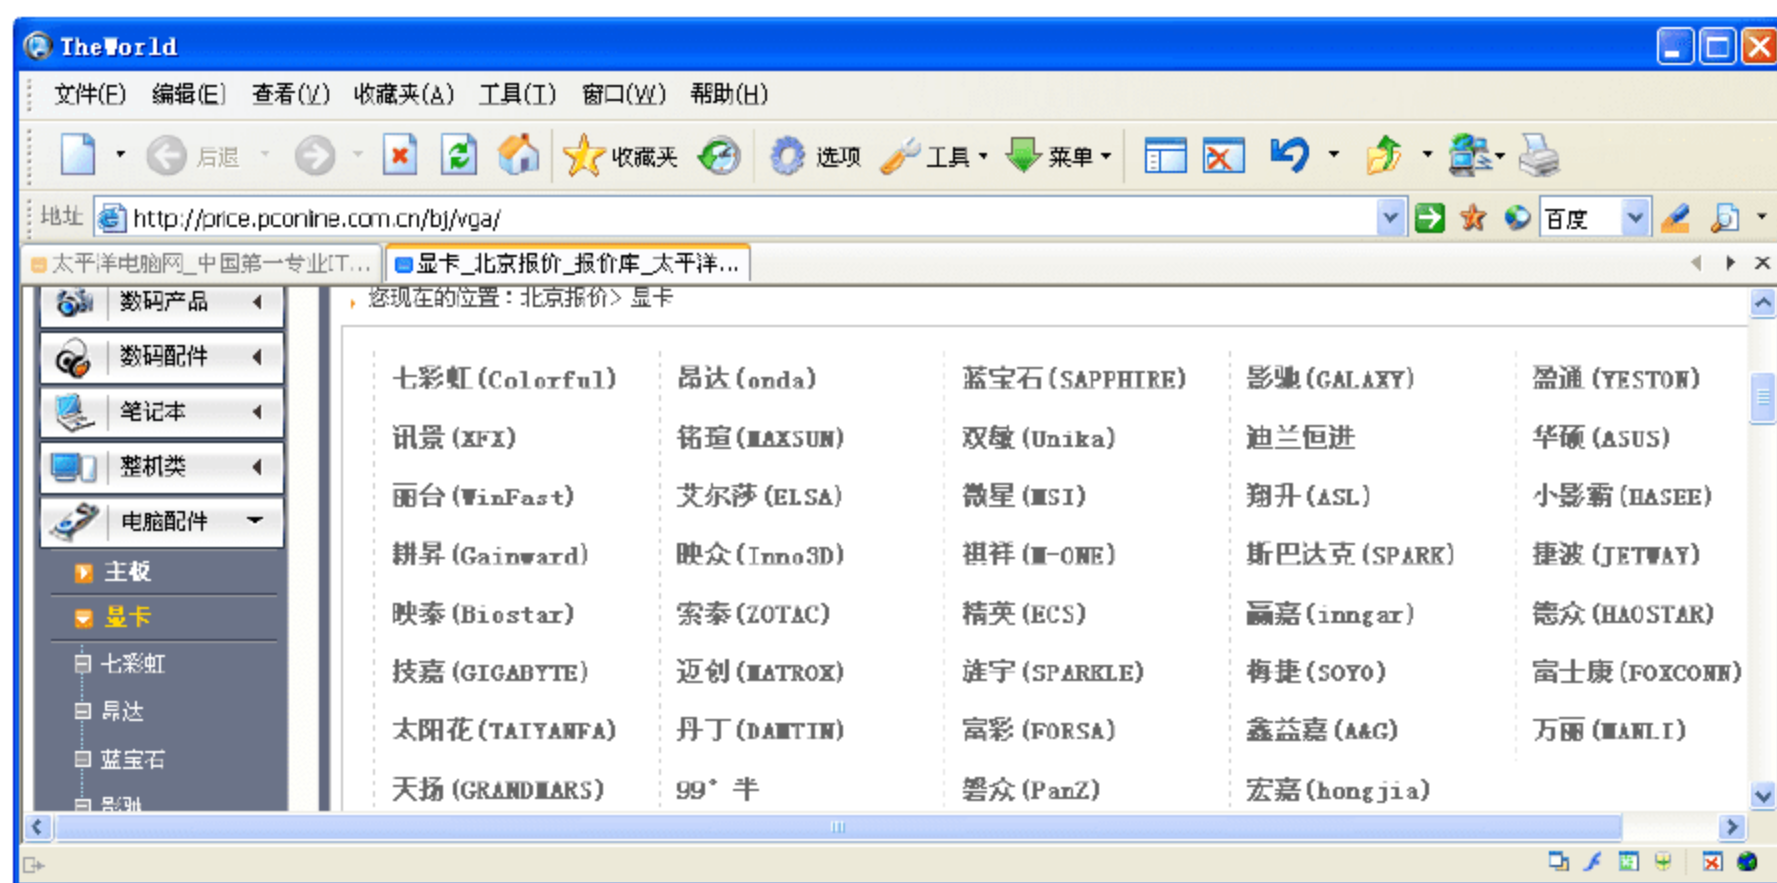 TheWorld
文件(F) 编辑(E) 查看(V) 收藏夹(A) 工具(T) 窗口(W) 帮助(H)
后退 收藏夹 选项 工具 菜单
地址 http://price.pconline.com.cn/bj/vga/ 百度
太平洋电脑网_中国第一专业IT... 显卡_北京报价_报价库_太平洋...
数码产品
数码配件
笔记本
整机类
电脑配件
主板
显卡
七彩虹
昂达
蓝宝石
影驰
您现在的位置：北京报价> 显卡
七彩虹(Colorful) 昂达(onda) 蓝宝石(SAPPHIRE) 影驰(GALAXY) 盈通(YESTON)
讯景(XFX) 铭瑄(MAXSUN) 双敏(Unika) 迪兰恒进 华硕(ASUS)
丽台(WinFast) 艾尔莎(ELSA) 微星(MSI) 翔升(ASL) 小影霸(HASEE)
耕昇(Gainward) 映众(Inno3D) 祺祥(M-ONE) 斯巴达克(SPARK) 捷波(JETWAY)
映泰(Biostar) 索泰(ZOTAC) 精英(ECS) 赢嘉(inngar) 德众(HAOSTAR)
技嘉(GIGABYTE) 迈创(MATROX) 旌宇(SPARKLE) 梅捷(SOYO) 富士康(FOXCONN)
太阳花(TAIYANFA) 丹丁(DAMTIN) 富彩(FORSA) 鑫益嘉(A&G) 万丽(MANLI)
天扬(GRANDMARS) 99°半 磐众(PanZ) 宏嘉(hongjia)